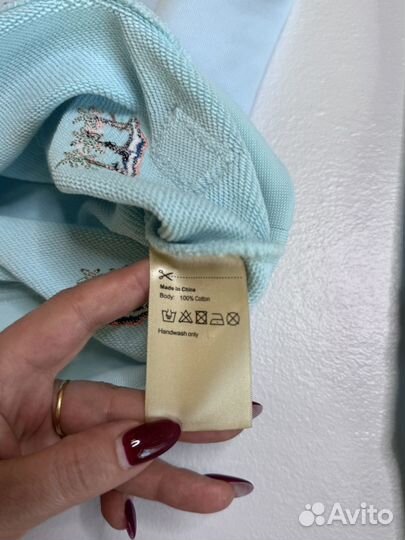 Made in China
Body: 100% Cotton
Handwash only
Avito